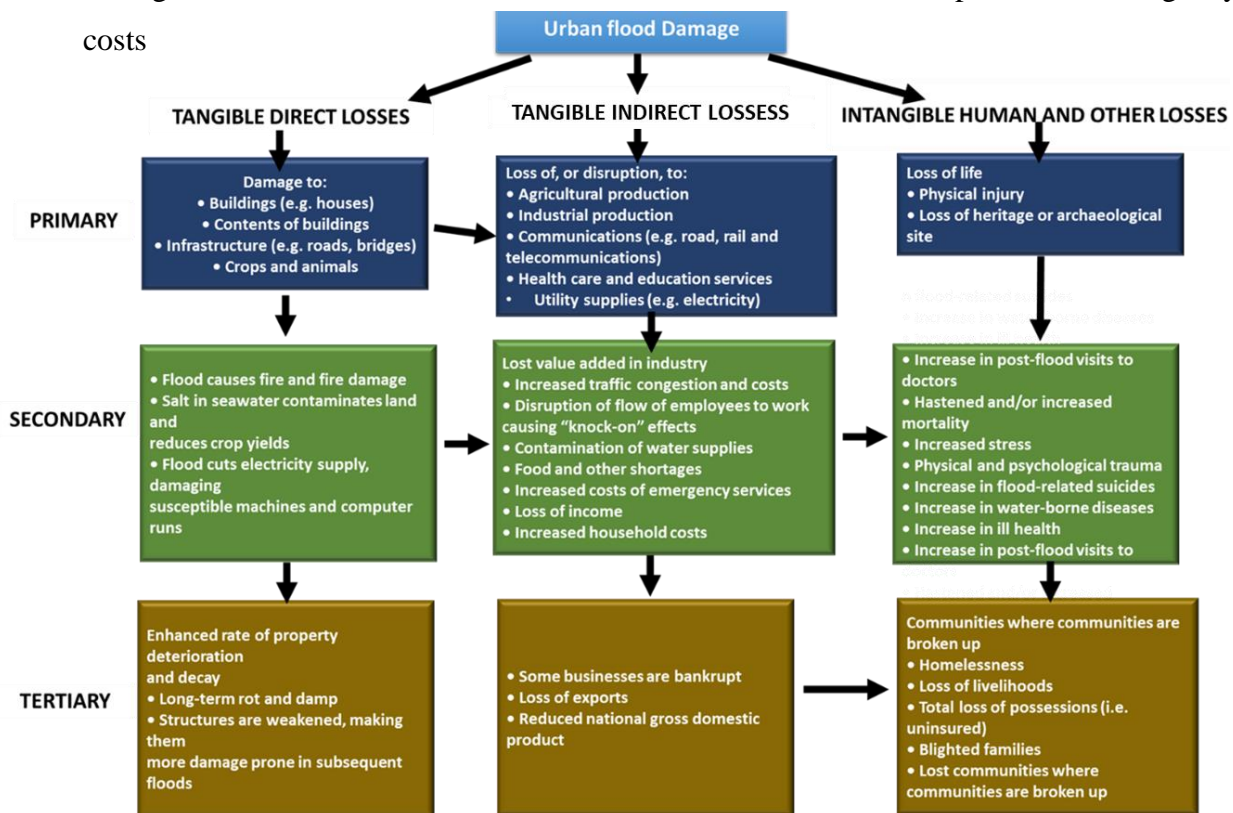 costs
Urban flood Damage
TANGIBLE DIRECT LOSSES
TANGIBLE INDIRECT LOSSESS
INTANGIBLE HUMAN AND OTHER LOSSES
PRIMARY
Damage to:
• Buildings (e.g. houses)
• Contents of buildings
• Infrastructure (e.g. roads, bridges)
• Crops and animals
Loss of, or disruption, to:
• Agricultural production
• Industrial production
• Communications (e.g. road, rail and
telecommunications)
• Health care and education services
• Utility supplies (e.g. electricity)
Loss of life
• Physical injury
• Loss of heritage or archaeological
site
SECONDARY
• Flood causes fire and fire damage
• Salt in seawater contaminates land
and
reduces crop yields
• Flood cuts electricity supply,
damaging
susceptible machines and computer
runs
Lost value added in industry
• Increased traffic congestion and costs
• Disruption of flow of employees to work
causing “knock-on” effects
• Contamination of water supplies
• Food and other shortages
• Increased costs of emergency services
• Loss of income
• Increased household costs
• Increase in post-flood visits to
doctors
• Hastened and/or increased
mortality
• Increased stress
• Physical and psychological trauma
• Increase in flood-related suicides
• Increase in water-borne diseases
• Increase in ill health
• Increase in post-flood visits to
TERTIARY
Enhanced rate of property
deterioration
and decay
• Long-term rot and damp
• Structures are weakened, making
them
more damage prone in subsequent
floods
• Some businesses are bankrupt
• Loss of exports
• Reduced national gross domestic
product
Communities where communities are
broken up
• Homelessness
• Loss of livelihoods
• Total loss of possessions (i.e.
uninsured)
• Blighted families
• Lost communities where
communities are broken up